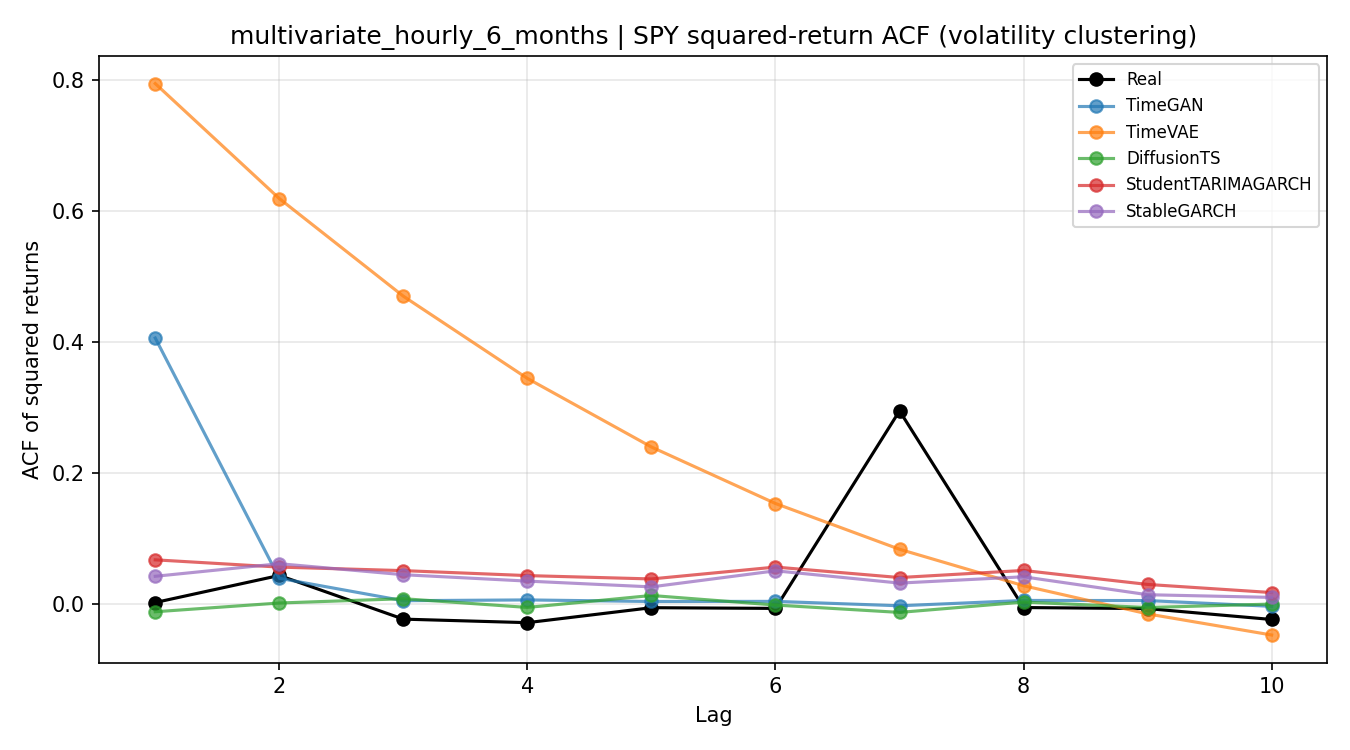 multivariate_hourly_6_months | SPY squared-return ACF (volatility clustering)
Real
TimeGAN
TimeVAE
DiffusionTS
StudentTARIMAGARCH
StableGARCH
ACF of squared returns
0.8
0.6
0.4
0.2
0.0
2
4
6
8
10
Lag